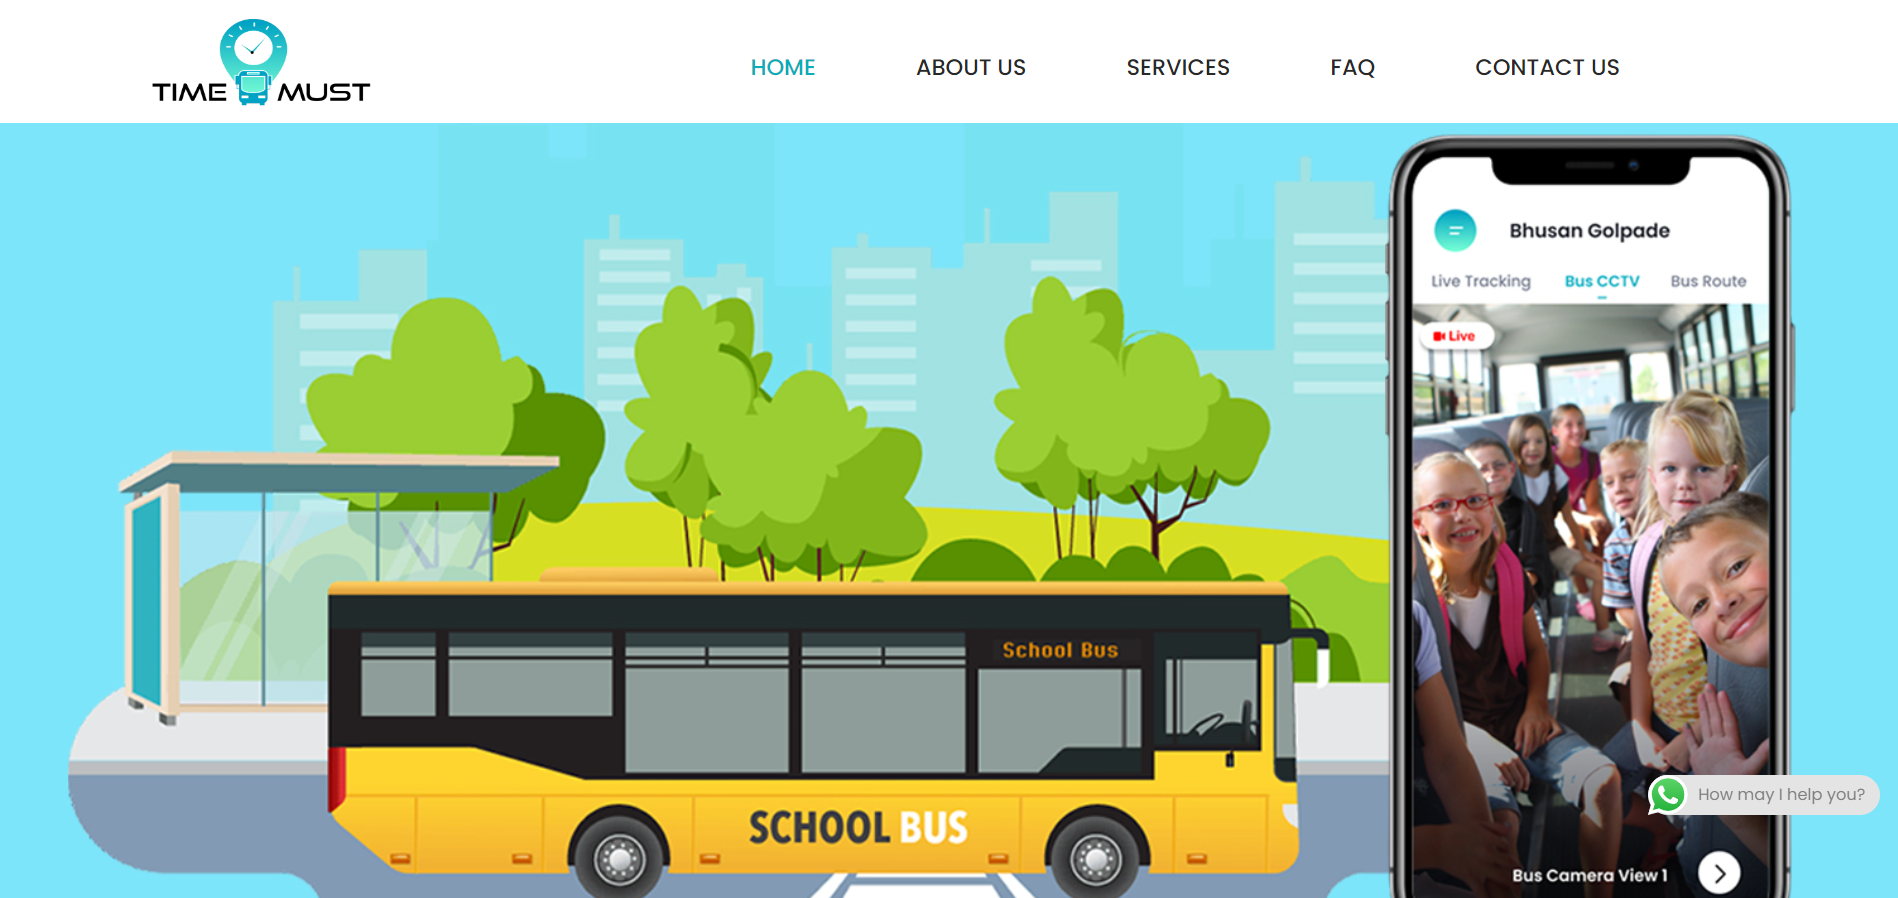 TIME MUST
HOME ABOUT US SERVICES FAQ CONTACT US
Bhusan Golpade
Live Tracking Bus CCTV Bus Route
Live
School Bus
SCHOOL BUS
How may I help you?
Bus Camera View 1